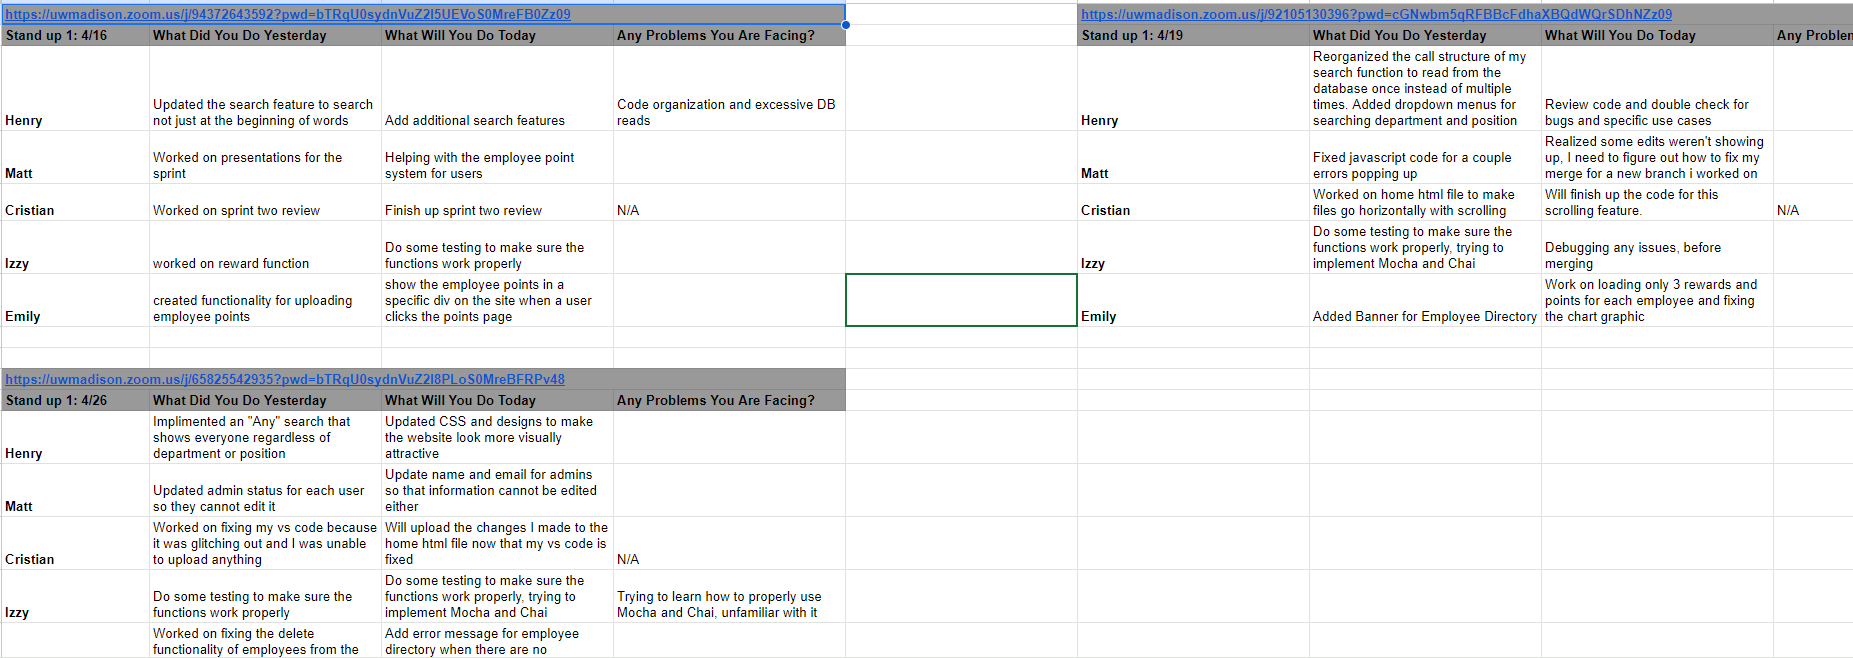 https://uwmadison.zoom.us/j/94372643592?pwd=bTRqU0sydnVuZ2I5UEVoS0MreFB0Zz09
Stand up 1: 4/16 What Did You Do Yesterday What Will You Do Today Any Problems You Are Facing?
Henry
Updated the search feature to search
not just at the beginning of words
Add additional search features
Code organization and excessive DB
reads
Matt
Worked on presentations for the
sprint
Helping with the employee point
system for users
Cristian
Worked on sprint two review
Finish up sprint two review
N/A
Izzy
worked on reward function
Do some testing to make sure the
functions work properly
Emily
created functionality for uploading
employee points
show the employee points in a
specific div on the site when a user
clicks the points page
https://uwmadison.zoom.us/j/92105130396?pwd=cGNwbm5qRFBBcFdhaXBQdWQrSDhNZz09
Stand up 1: 4/19 What Did You Do Yesterday What Will You Do Today Any Problem
Henry
Reorganized the call structure of my
search function to read from the
database once instead of multiple
times. Added dropdown menus for
searching department and position
Review code and double check for
bugs and specific use cases
Matt
Fixed javascript code for a couple
errors popping up
Realized some edits weren't showing
up, I need to figure out how to fix my
merge for a new branch i worked on
Cristian
Worked on home html file to make
files go horizontally with scrolling
Will finish up the code for this
scrolling feature.
N/A
Izzy
Do some testing to make sure the
functions work properly, trying to
implement Mocha and Chai
Debugging any issues, before
merging
Emily
Added Banner for Employee Directory
Work on loading only 3 rewards and
points for each employee and fixing
the chart graphic
https://uwmadison.zoom.us/j/65825542935?pwd=bTRqU0sydnVuZ2I8PLoS0MreBFRPv48
Stand up 1: 4/26 What Did You Do Yesterday What Will You Do Today Any Problems You Are Facing?
Henry
Implimented an "Any" search that
shows everyone regardless of
department or position
Updated CSS and designs to make
the website look more visually
attractive
Matt
Updated admin status for each user
so they cannot edit it
Update name and email for admins
so that information cannot be edited
either
Cristian
Worked on fixing my vs code because
it was glitching out and I was unable
to upload anything
Will upload the changes I made to the
home html file now that my vs code is
fixed
N/A
Izzy
Do some testing to make sure the
functions work properly
Do some testing to make sure the
functions work properly, trying to
implement Mocha and Chai
Trying to learn how to properly use
Mocha and Chai, unfamiliar with it
Worked on fixing the delete
functionality of employees from the
Add error message for employee
directory when there are no